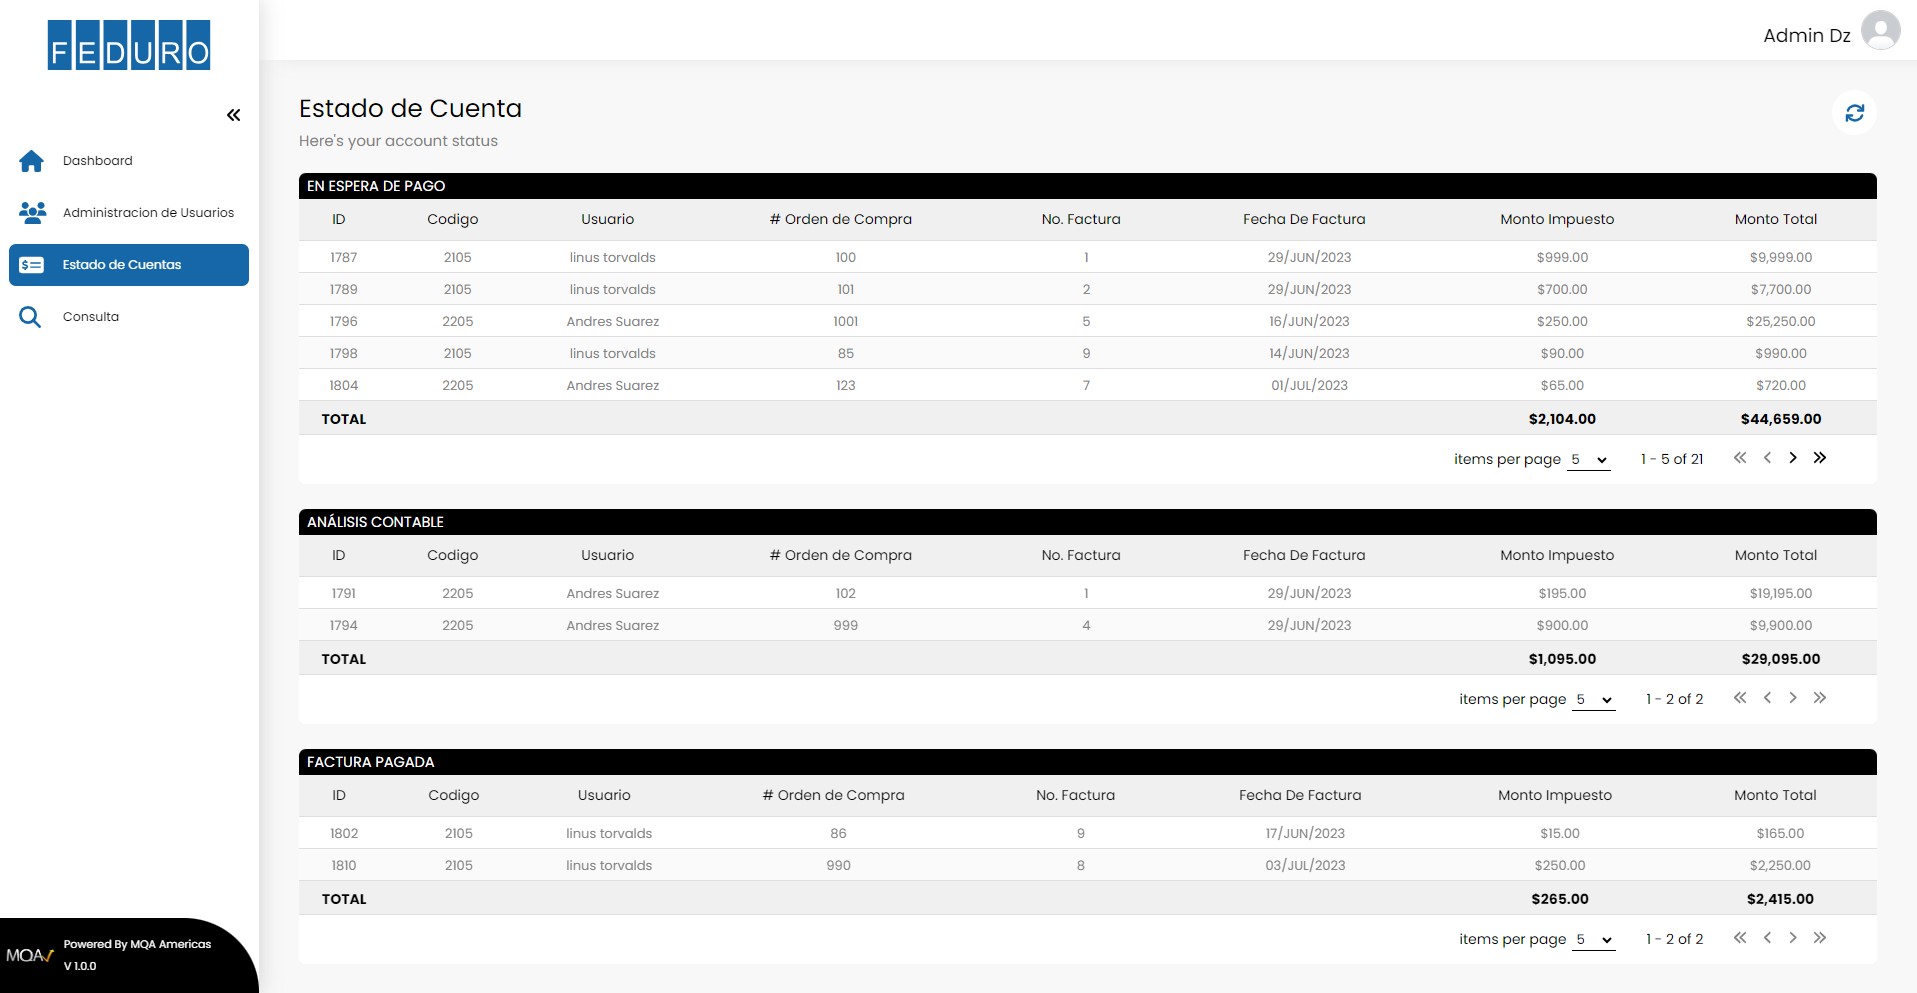 FEDURO
Admin Dz
Dashboard
Administracion de Usuarios
Estado de Cuentas
Consulta
Estado de Cuenta
Here's your account status
EN ESPERA DE PAGO
ID Codigo Usuario # Orden de Compra No. Factura Fecha De Factura Monto Impuesto Monto Total
1787 2105 linus torvalds 100 1 29/JUN/2023 $999.00 $9,999.00
1789 2105 linus torvalds 101 2 29/JUN/2023 $700.00 $7,700.00
1796 2205 Andres Suarez 1001 5 16/JUN/2023 $250.00 $25,250.00
1798 2105 linus torvalds 85 9 14/JUN/2023 $90.00 $990.00
1804 2205 Andres Suarez 123 7 01/JUL/2023 $65.00 $720.00
TOTAL $2,104.00 $44,659.00
items per page 5 1 - 5 of 21
ANÁLISIS CONTABLE
ID Codigo Usuario # Orden de Compra No. Factura Fecha De Factura Monto Impuesto Monto Total
1791 2205 Andres Suarez 102 1 29/JUN/2023 $195.00 $19,195.00
1794 2205 Andres Suarez 999 4 29/JUN/2023 $900.00 $9,900.00
TOTAL $1,095.00 $29,095.00
items per page 5 1 - 2 of 2
FACTURA PAGADA
ID Codigo Usuario # Orden de Compra No. Factura Fecha De Factura Monto Impuesto Monto Total
1802 2105 linus torvalds 86 9 17/JUN/2023 $15.00 $165.00
1810 2105 linus torvalds 990 8 03/JUL/2023 $250.00 $2,250.00
TOTAL $265.00 $2,415.00
items per page 5 1 - 2 of 2
MQA
Powered By MQA Americas
V 1.0.0